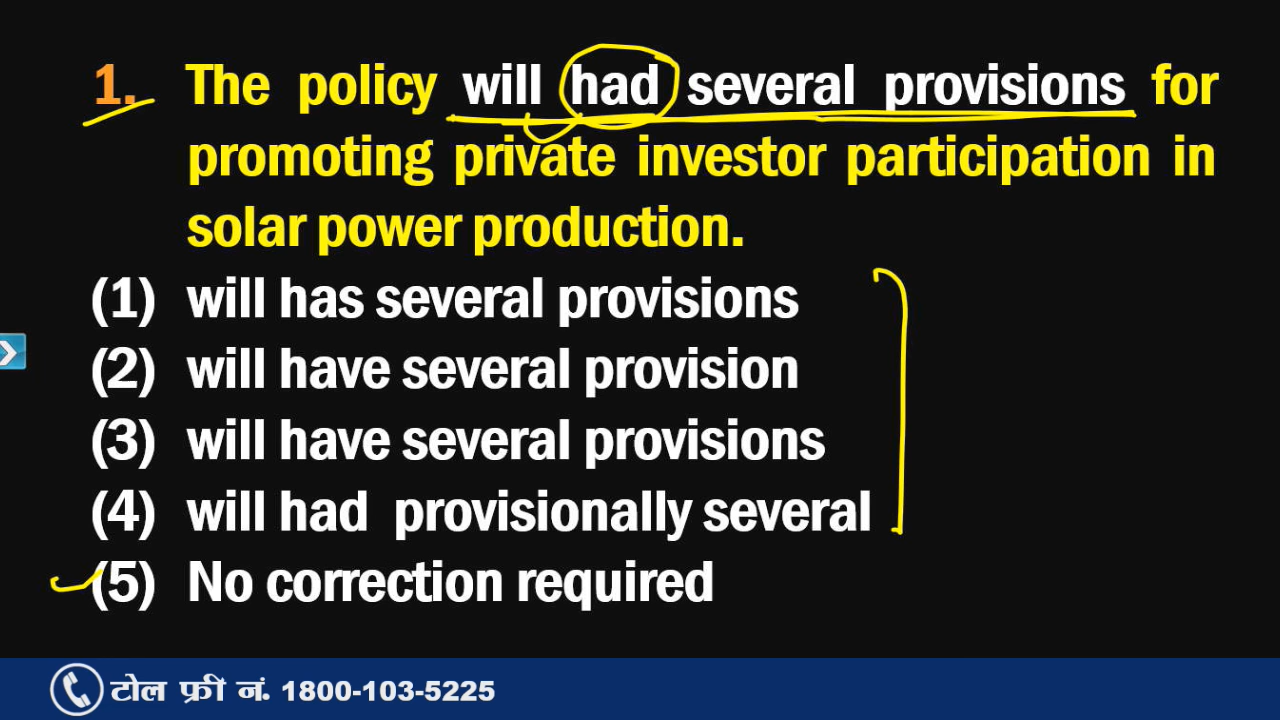 1. The policy will had several provisions for
promoting private investor participation in
solar power production.
(1) will has several provisions
(2) will have several provision
(3) will have several provisions
(4) will had provisionally several
(5) No correction required
टोल फ्री नं. 1800-103-5225